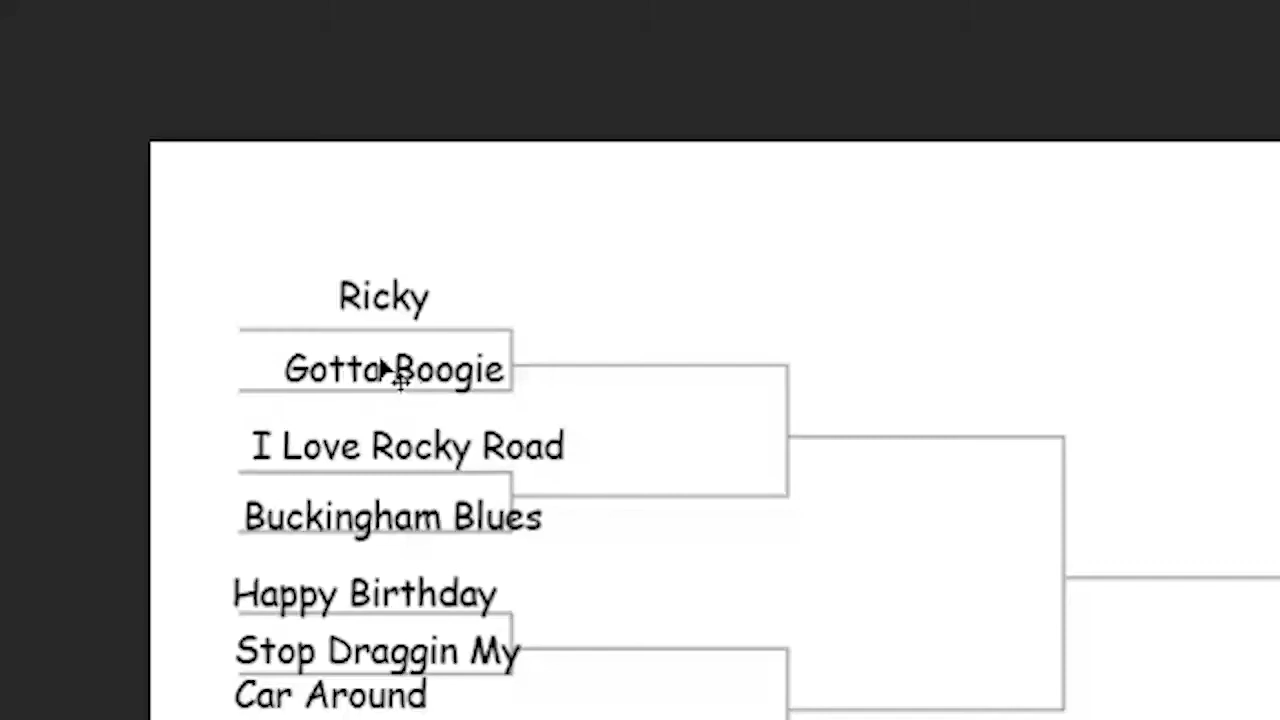 Ricky
Gotta Boogie
I Love Rocky Road
Buckingham Blues
Happy Birthday
Stop Draggin My
Car Around